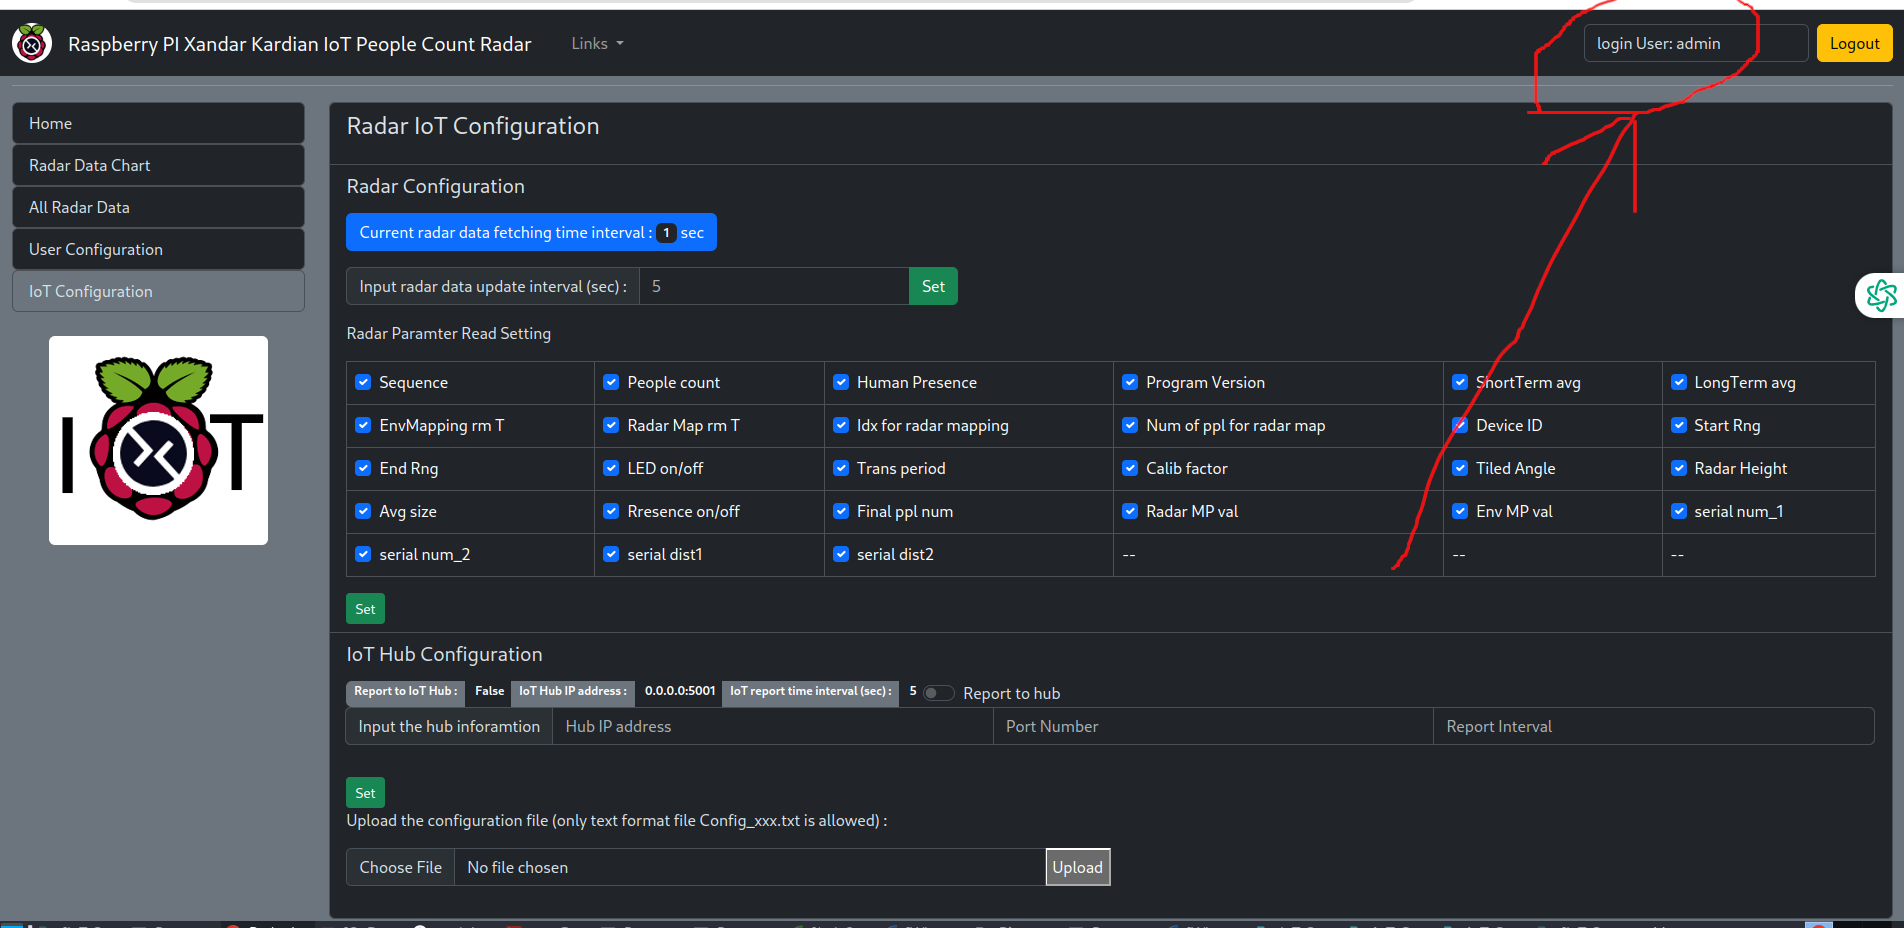 Raspberry PI Xandar Kardian IoT People Count Radar Links login User: admin Logout
Home
Radar Data Chart
All Radar Data
User Configuration
IoT Configuration
I T
Radar IoT Configuration
Radar Configuration
Current radar data fetching time interval : 1 sec
Input radar data update interval (sec) : 5 Set
Radar Paramter Read Setting
Sequence People count Human Presence Program Version ShortTerm avg LongTerm avg
EnvMapping rm T Radar Map rm T Idx for radar mapping Num of ppl for radar map Device ID Start Rng
End Rng LED on/off Trans period Calib factor Tiled Angle Radar Height
Avg size Rresence on/off Final ppl num Radar MP val Env MP val serial num_1
serial num_2 serial dist1 serial dist2 -- -- --
Set
IoT Hub Configuration
Report to IoT Hub : False IoT Hub IP address : 0.0.0.0:5001 IoT report time interval (sec) : 5 Report to hub
Input the hub inforamtion Hub IP address Port Number Report Interval
Set
Upload the configuration file (only text format file Config_xxx.txt is allowed) :
Choose File No file chosen Upload